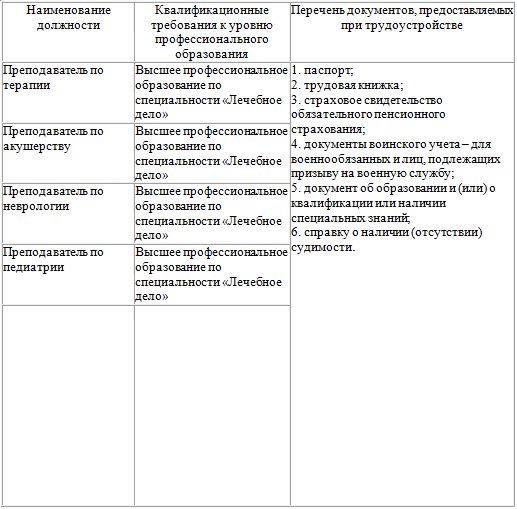 Наименование
должности
Квалификационные
требования к уровню
профессионального
образования
Перечень документов, предоставляемых
при трудоустройстве
Преподаватель по
терапии
Высшее профессиональное
образование по
специальности «Лечебное
дело»
1. паспорт;
2. трудовая книжка;
3. страховое свидетельство
обязательного пенсионного
страхования;
4. документы воинского учета – для
военнообязанных и лиц, подлежащих
призыву на военную службу;
5. документ об образовании и (или) о
квалификации или наличии
специальных знаний;
6. справку о наличии (отсутствии)
судимости.
Преподаватель по
акушерству
Высшее профессиональное
образование по
специальности «Лечебное
дело»
Преподаватель по
неврологии
Высшее профессиональное
образование по
специальности «Лечебное
дело»
Преподаватель по
педиатрии
Высшее профессиональное
образование по
специальности «Лечебное
дело»